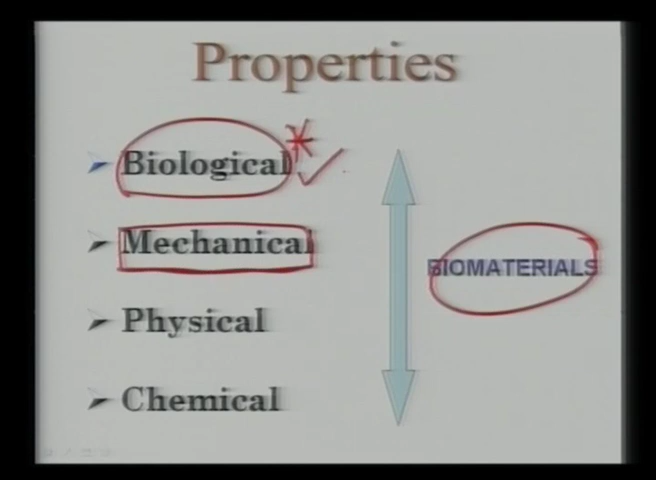 Properties
Biological
Mechanical
Physical
Chemical
BIOMATERIALS